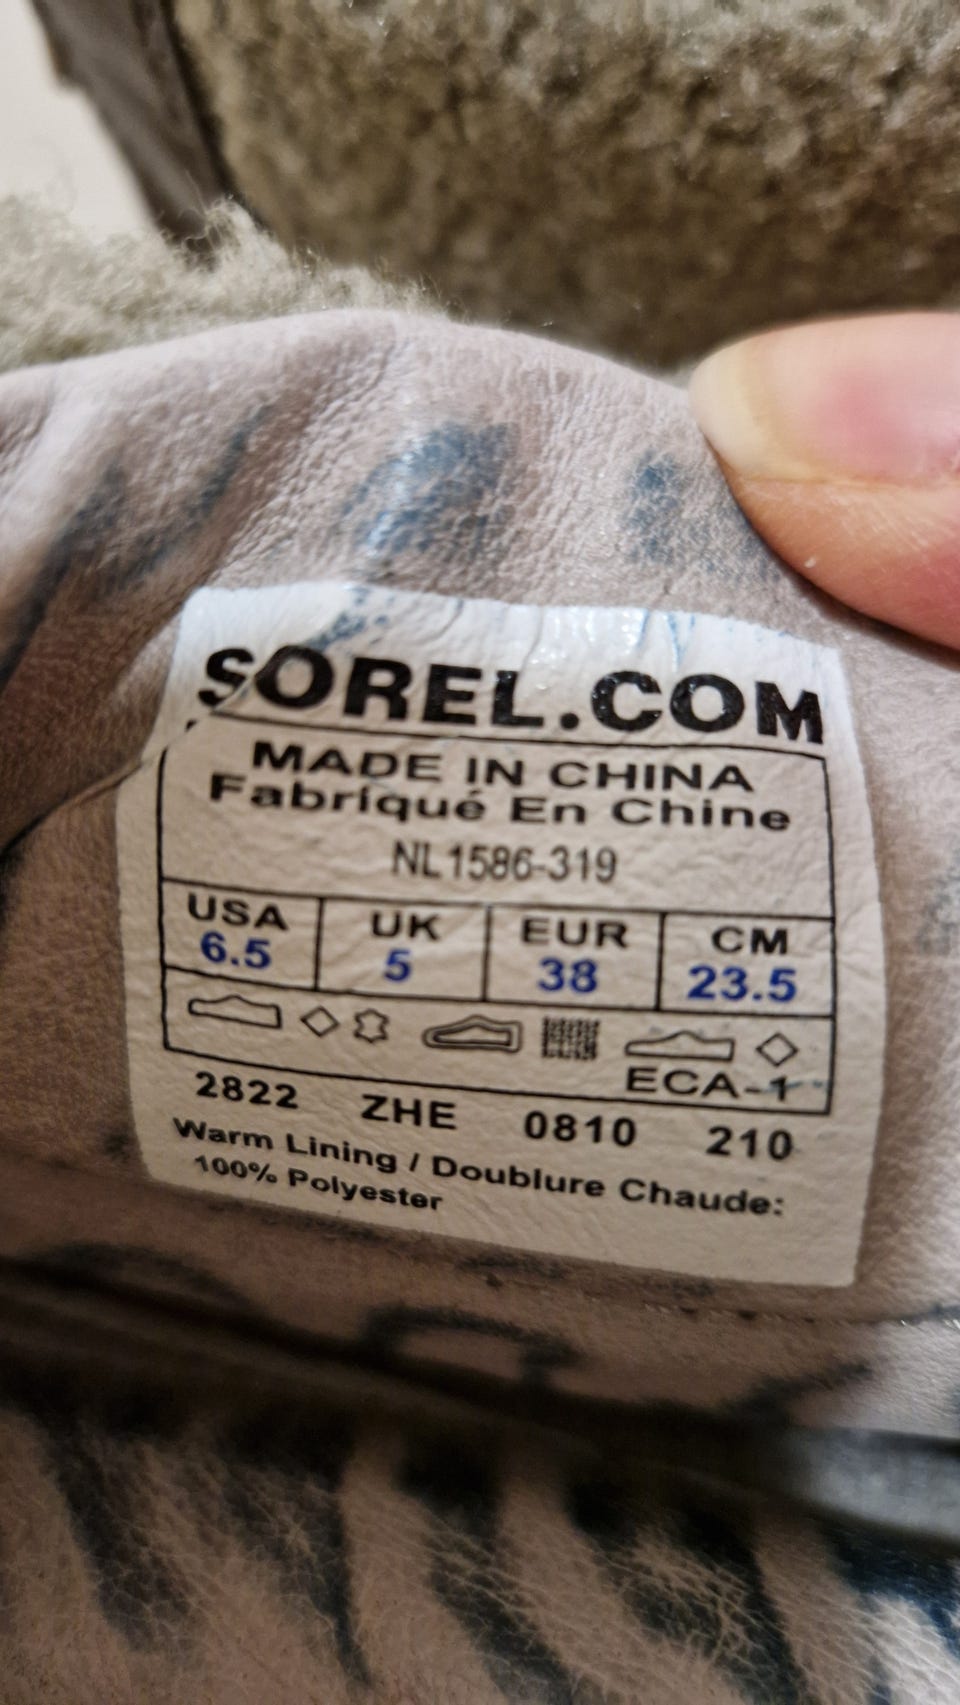 SOREL.COM
MADE IN CHINA
Fabriqué En Chine
NL1586-319
USA UK EUR CM
6.5 5 38 23.5
ECA-1
2822 ZHE 0810 210
Warm Lining / Doublure Chaude:
100% Polyester